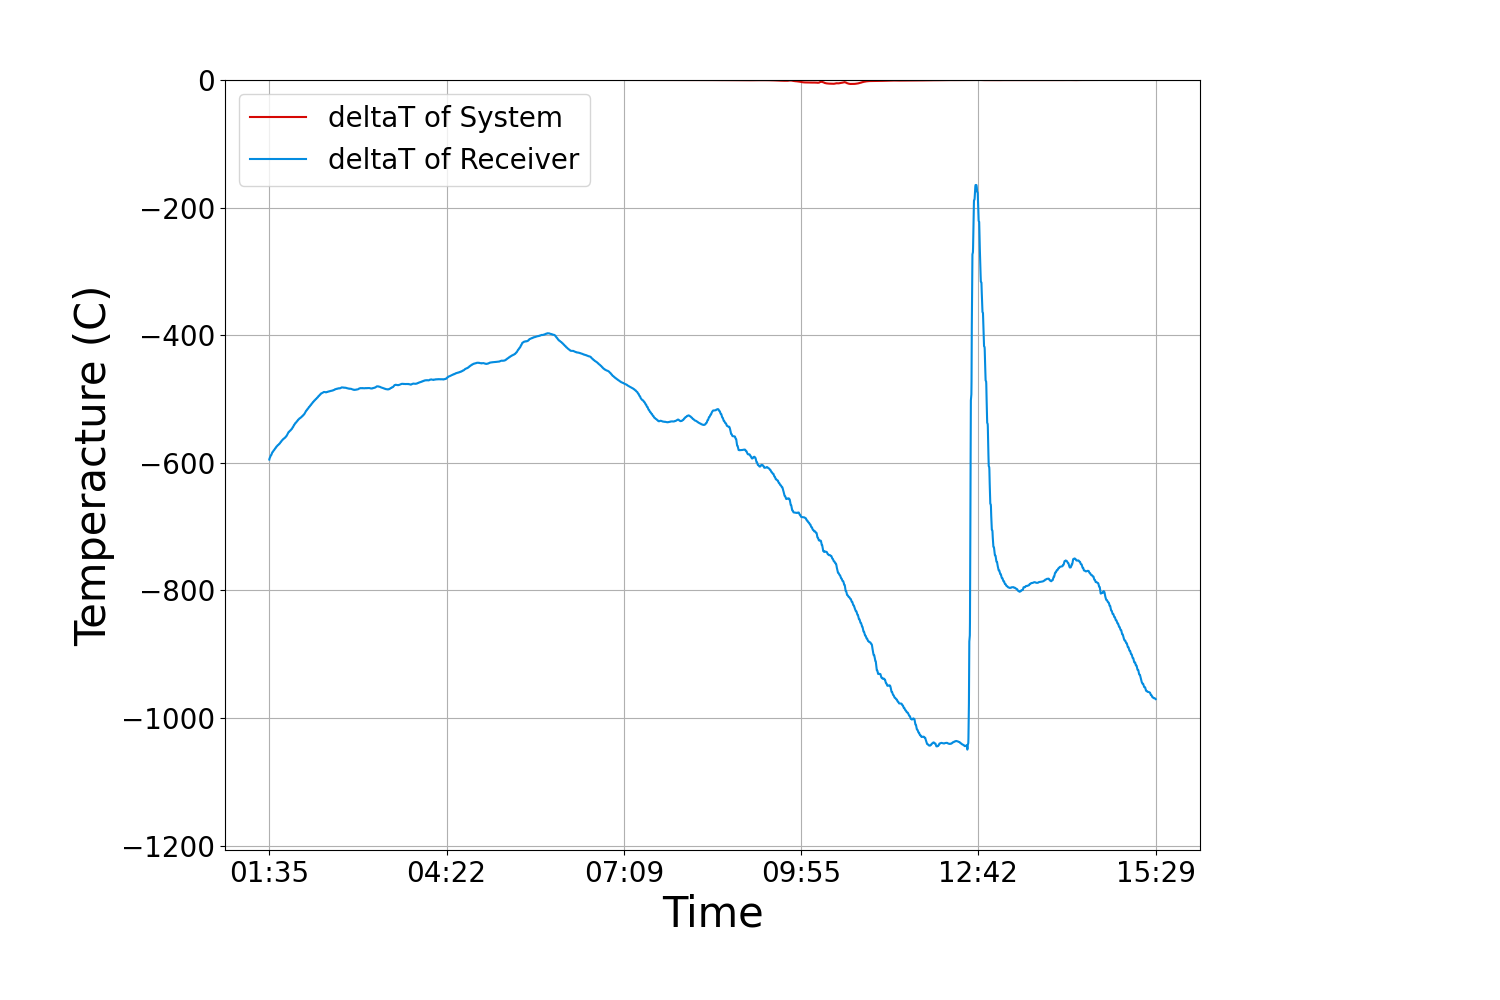 deltaT of System
deltaT of Receiver
0
−200
−400
−600
−800
−1000
−1200
Temperacture (C)
01:35 04:22 07:09 09:55 12:42 15:29
Time